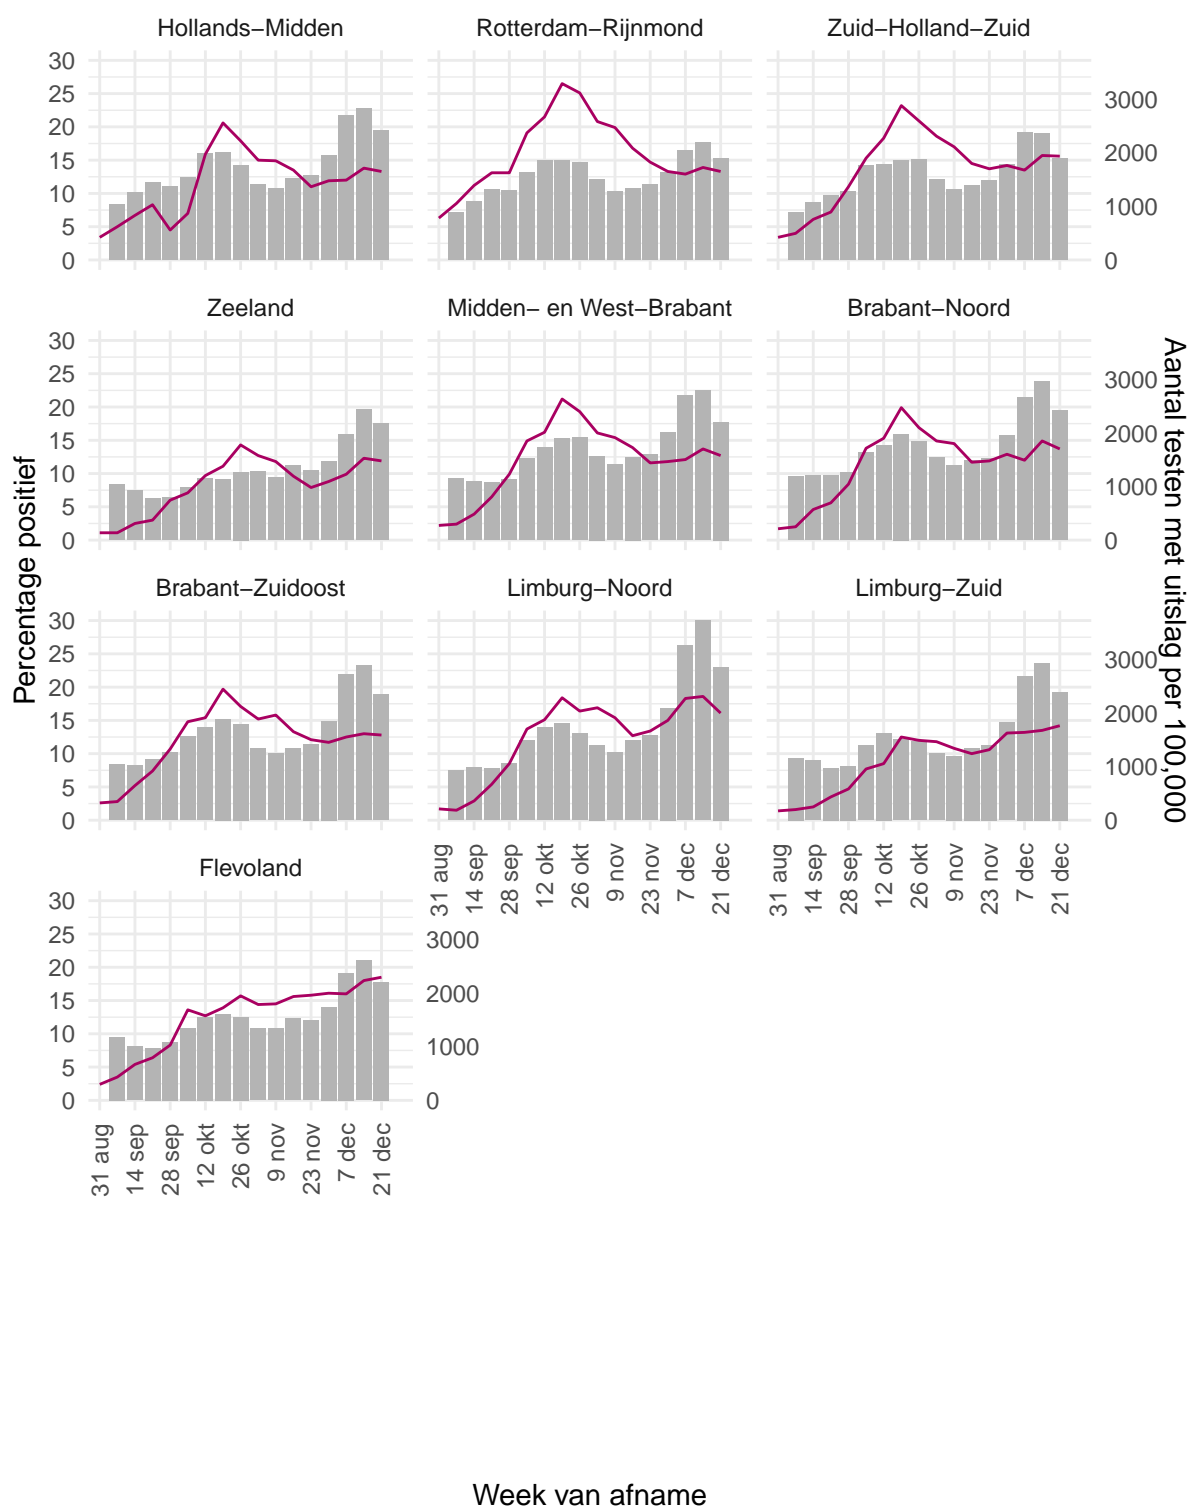 Hollands−Midden
Rotterdam−Rijnmond
Zuid−Holland−Zuid
30
25
20
15
10
5
0
3000
2000
1000
0
Zeeland
Midden− en West−Brabant
Brabant−Noord
30
25
20
15
10
5
0
3000
2000
1000
0
Brabant−Zuidoost
Limburg−Noord
Limburg−Zuid
30
25
20
15
10
5
0
3000
2000
1000
0
31 aug
14 sep
28 sep
12 okt
26 okt
9 nov
23 nov
7 dec
21 dec
31 aug
14 sep
28 sep
12 okt
26 okt
9 nov
23 nov
7 dec
21 dec
Flevoland
30
25
20
15
10
5
0
3000
2000
1000
0
31 aug
14 sep
28 sep
12 okt
26 okt
9 nov
23 nov
7 dec
21 dec
Percentage positief
Aantal testen met uitslag per 100,000
Week van afname